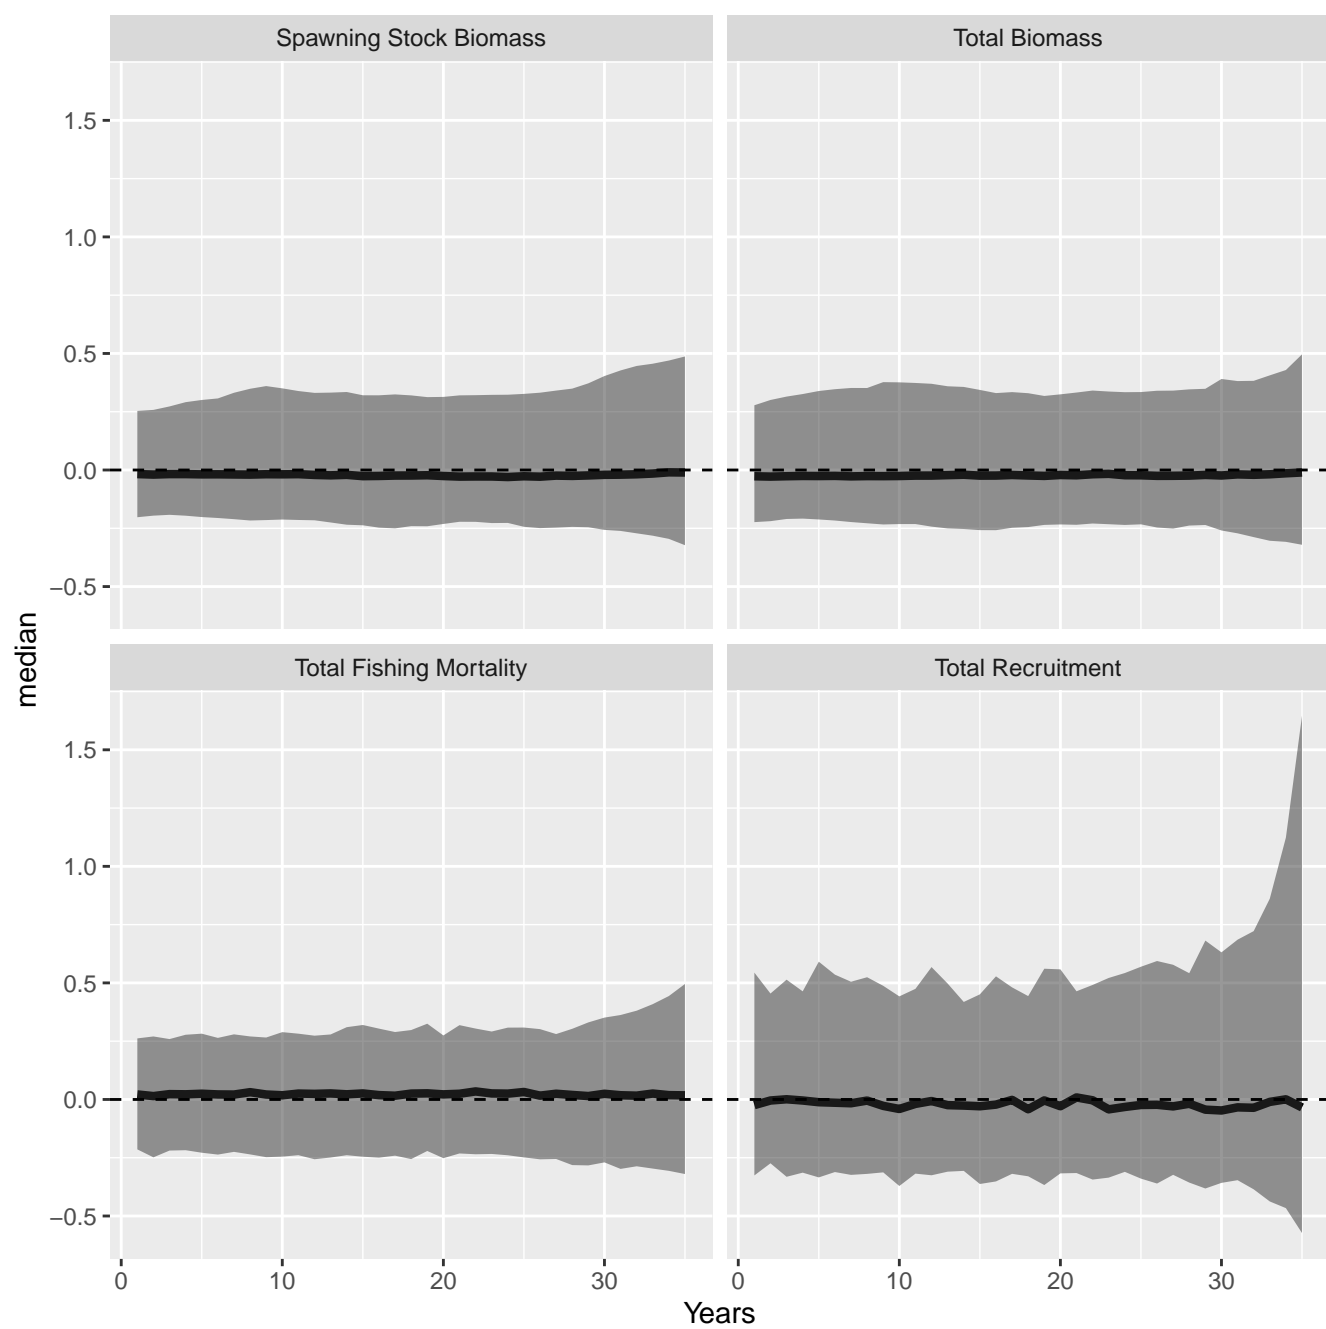 Spawning Stock Biomass
Total Biomass
1.5
1.0
0.5
0.0
−0.5
Total Fishing Mortality
Total Recruitment
1.5
1.0
0.5
0.0
−0.5
0 10 20 30
0 10 20 30
median
Years